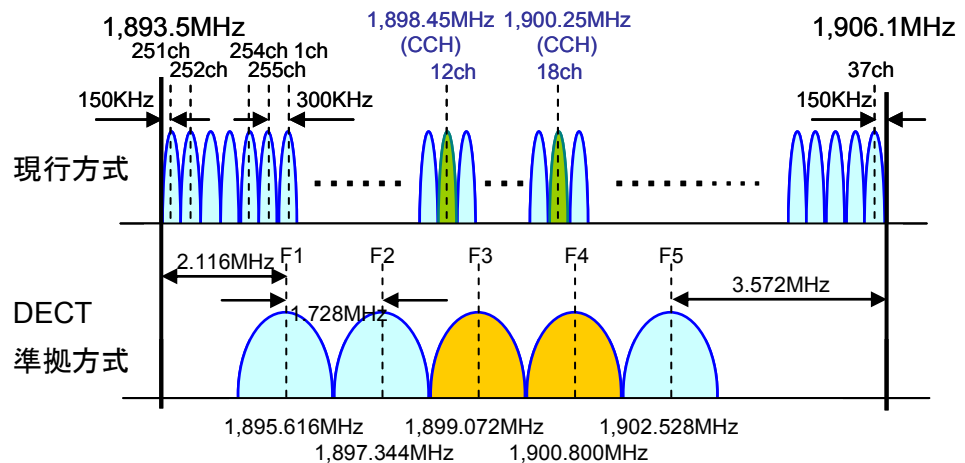 1,893.5MHz
1,898.45MHz
(CCH)
12ch
1,900.25MHz
(CCH)
18ch
1,906.1MHz
251ch
252ch
254ch 1ch
255ch
37ch
150KHz
300KHz
150KHz
現行方式
2.116MHz
F1
F2
F3
F4
F5
3.572MHz
1.728MHz
DECT
準拠方式
1,895.616MHz
1,899.072MHz
1,902.528MHz
1,897.344MHz
1,900.800MHz